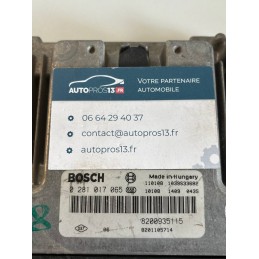 AUTOPROS13.FR
VOTRE PARTENAIRE
AUTOMOBILE
06 64 29 40 37
contact@autopros13.fr
autopros13.fr
BOSCH
Made in Hungary
0 281 017 065
8200935115
8201105714